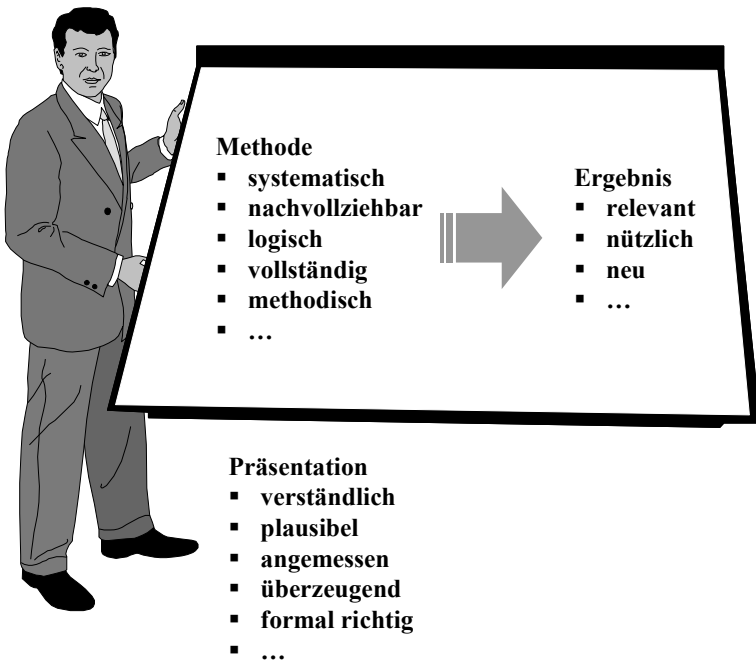 Methode
▪ systematisch
▪ nachvollziehbar
▪ logisch
▪ vollständig
▪ methodisch
▪ …
Ergebnis
▪ relevant
▪ nützlich
▪ neu
▪ …
Präsentation
▪ verständlich
▪ plausibel
▪ angemessen
▪ überzeugend
▪ formal richtig
▪ …